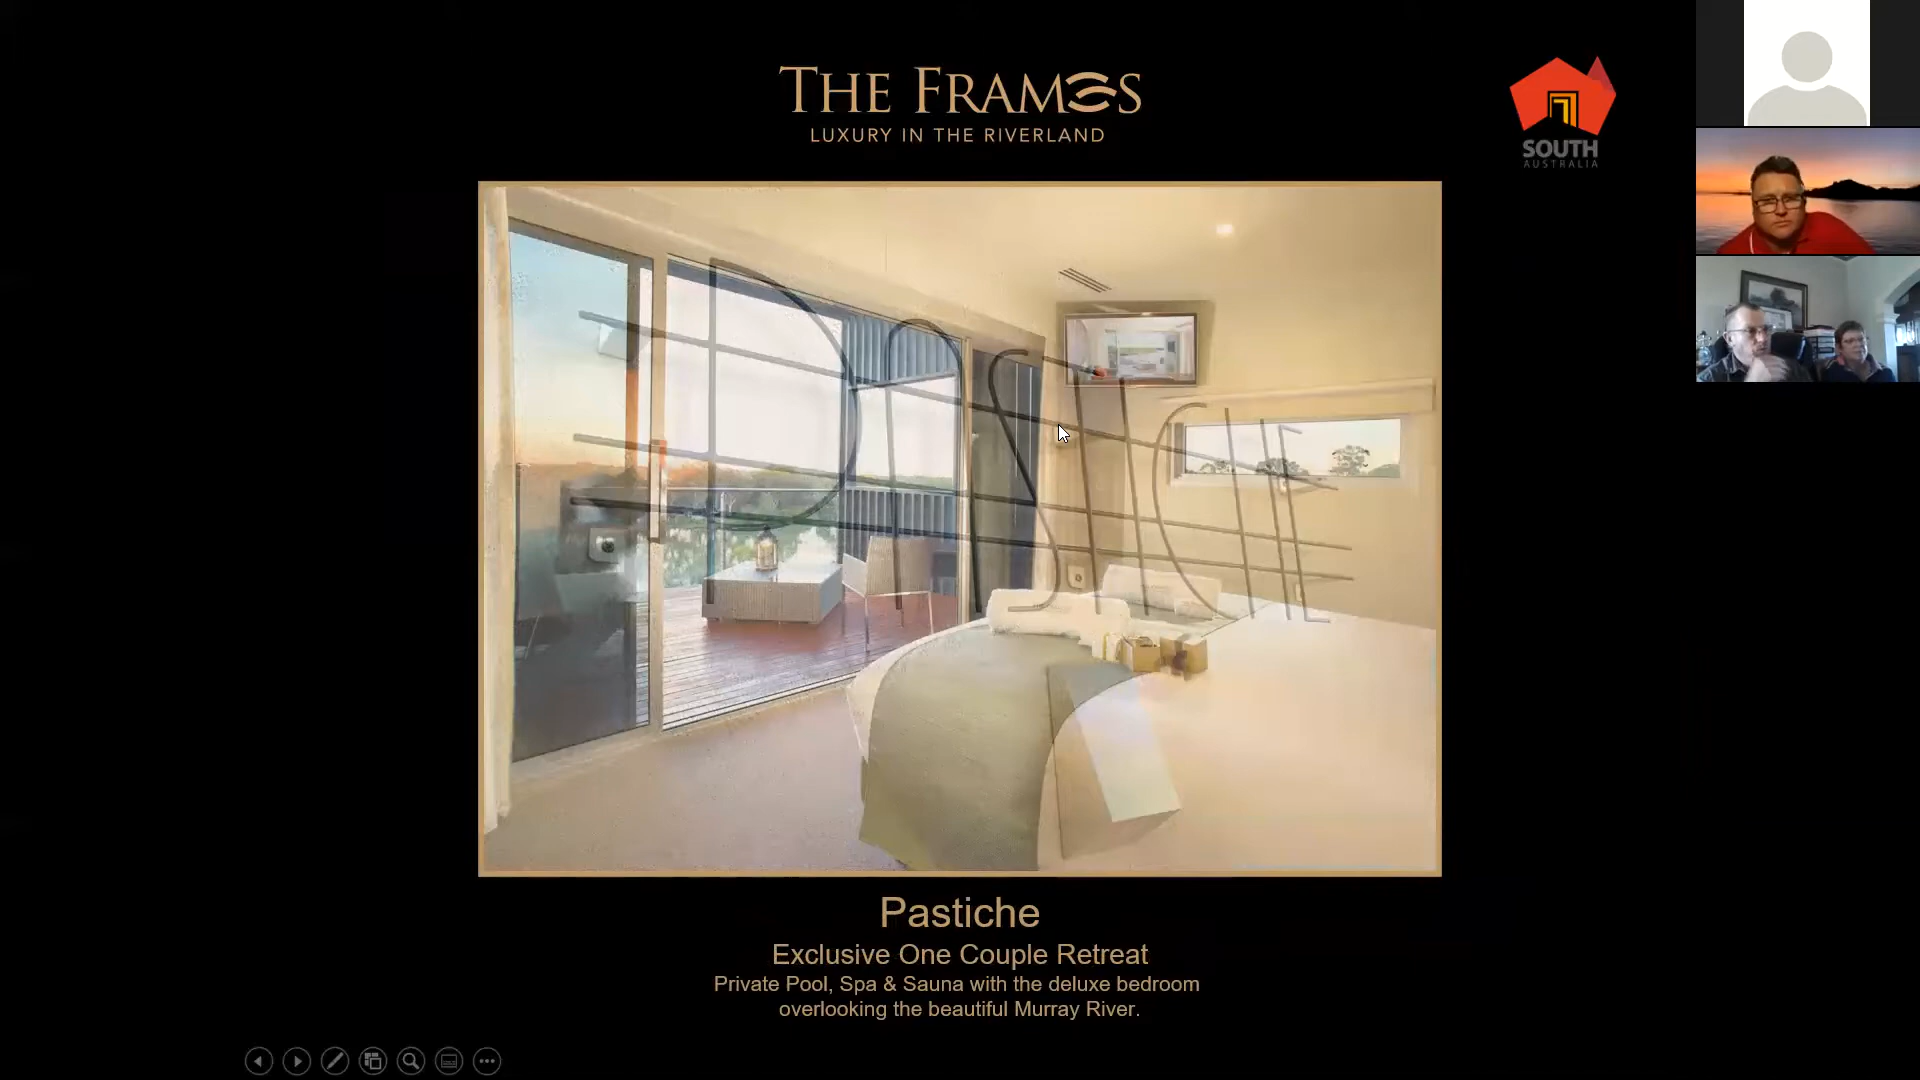 THE FRAMES
LUXURY IN THE RIVERLAND
SOUTH
AUSTRALIA
PASTICHE
Pastiche
Exclusive One Couple Retreat
Private Pool, Spa & Sauna with the deluxe bedroom
overlooking the beautiful Murray River.